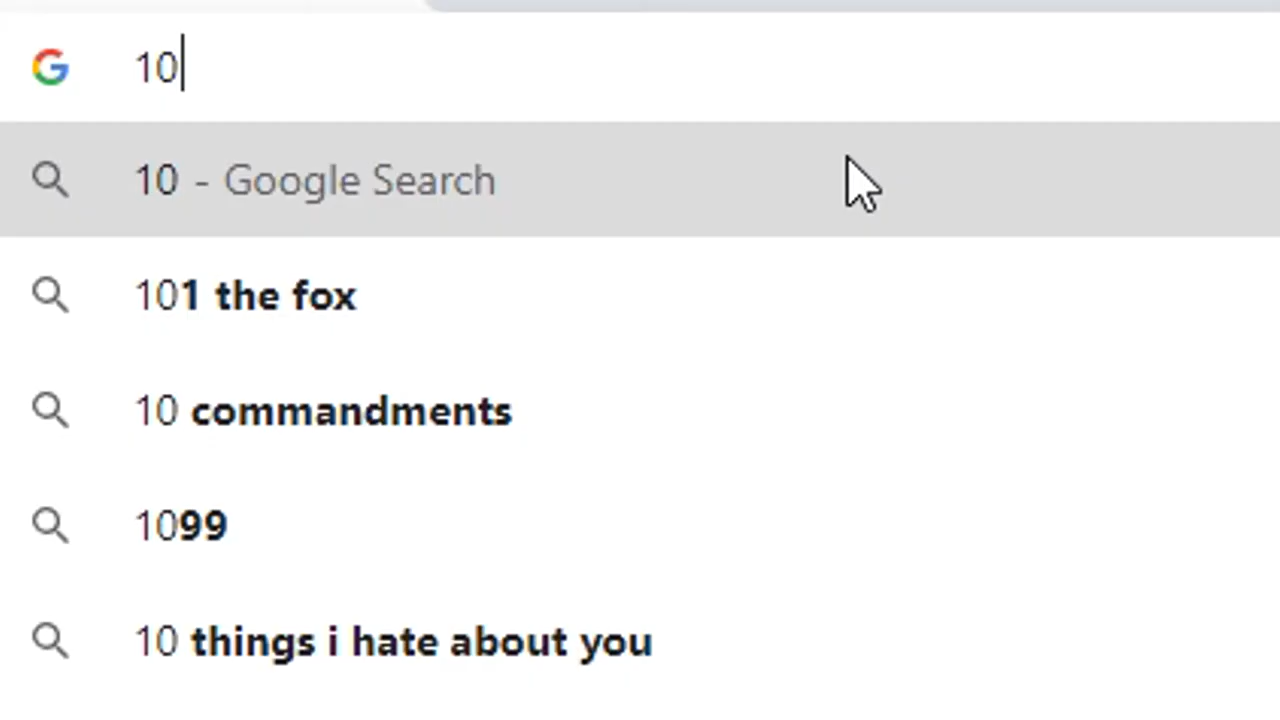 10
10 - Google Search
101 the fox
10 commandments
1099
10 things i hate about you